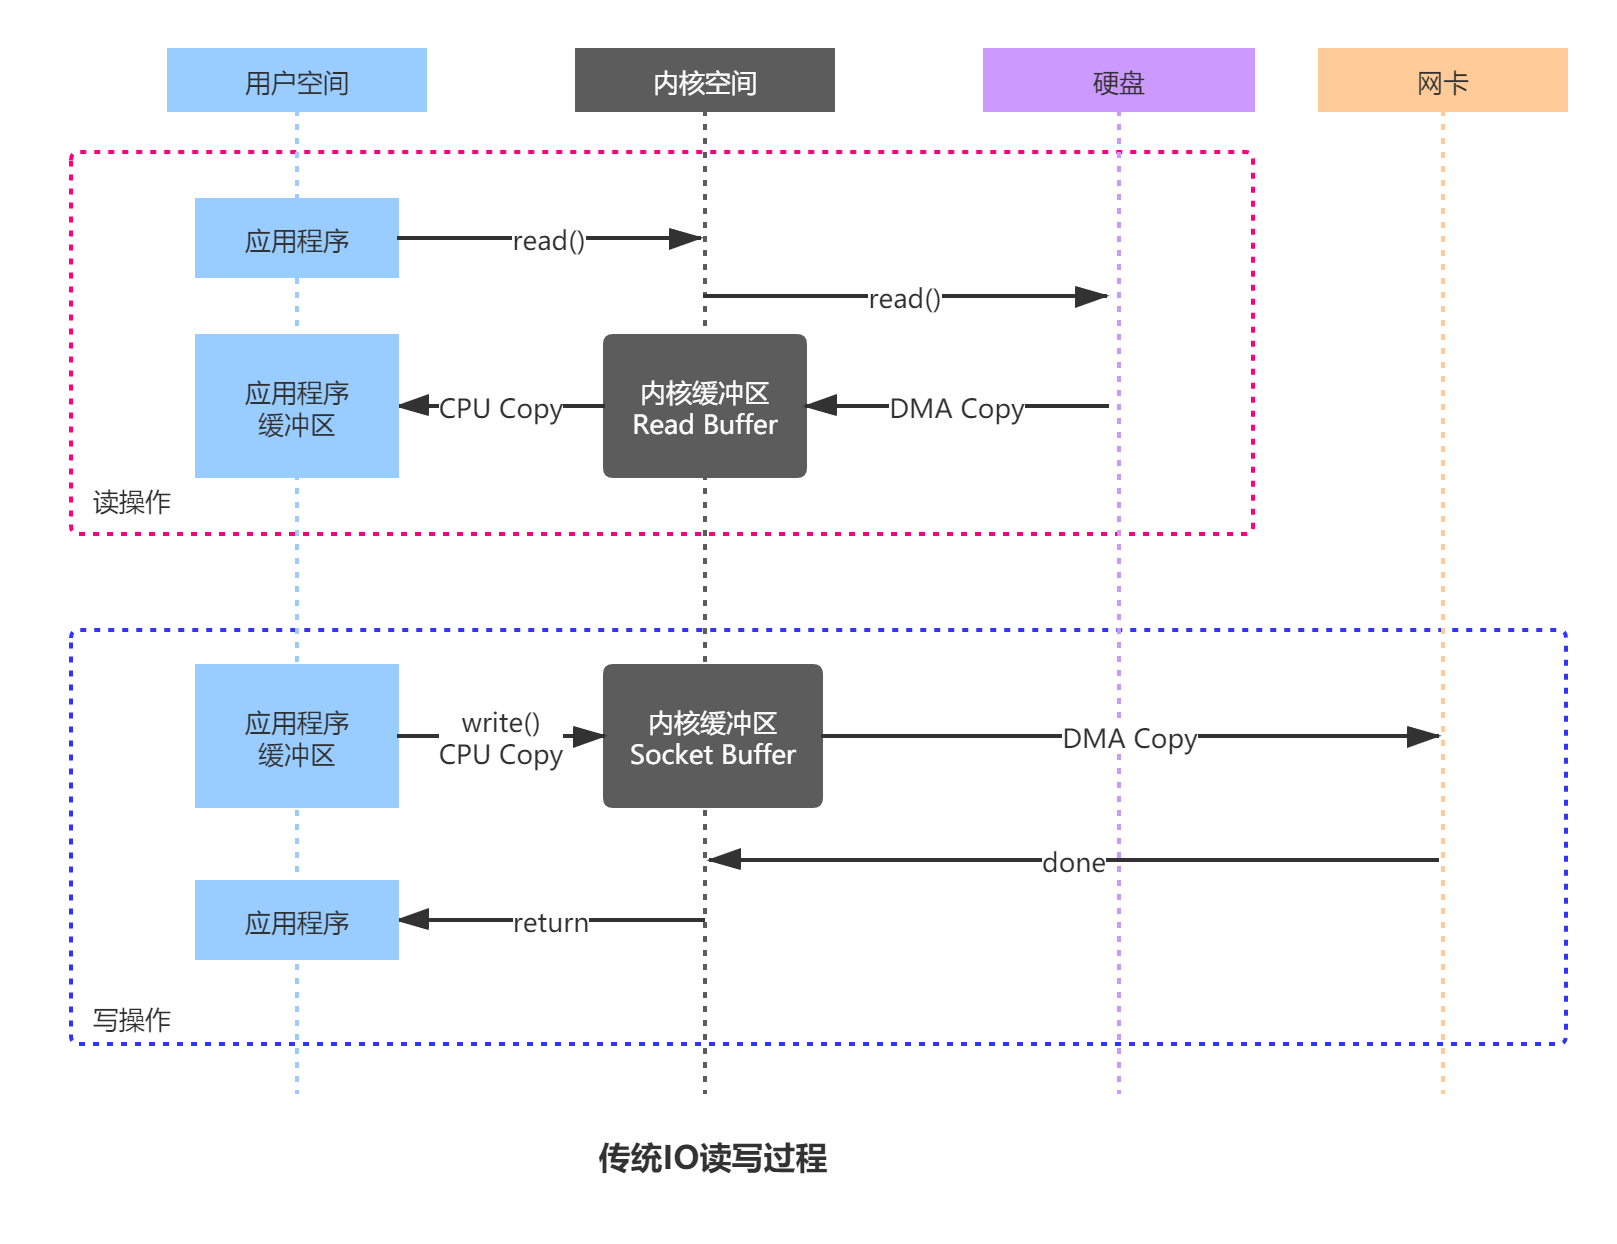 用户空间
内核空间
硬盘
网卡
应用程序
read()
read()
应用程序
缓冲区
CPU Copy
内核缓冲区
Read Buffer
DMA Copy
读操作
应用程序
缓冲区
write()
CPU Copy
内核缓冲区
Socket Buffer
DMA Copy
done
应用程序
return
写操作
传统IO读写过程